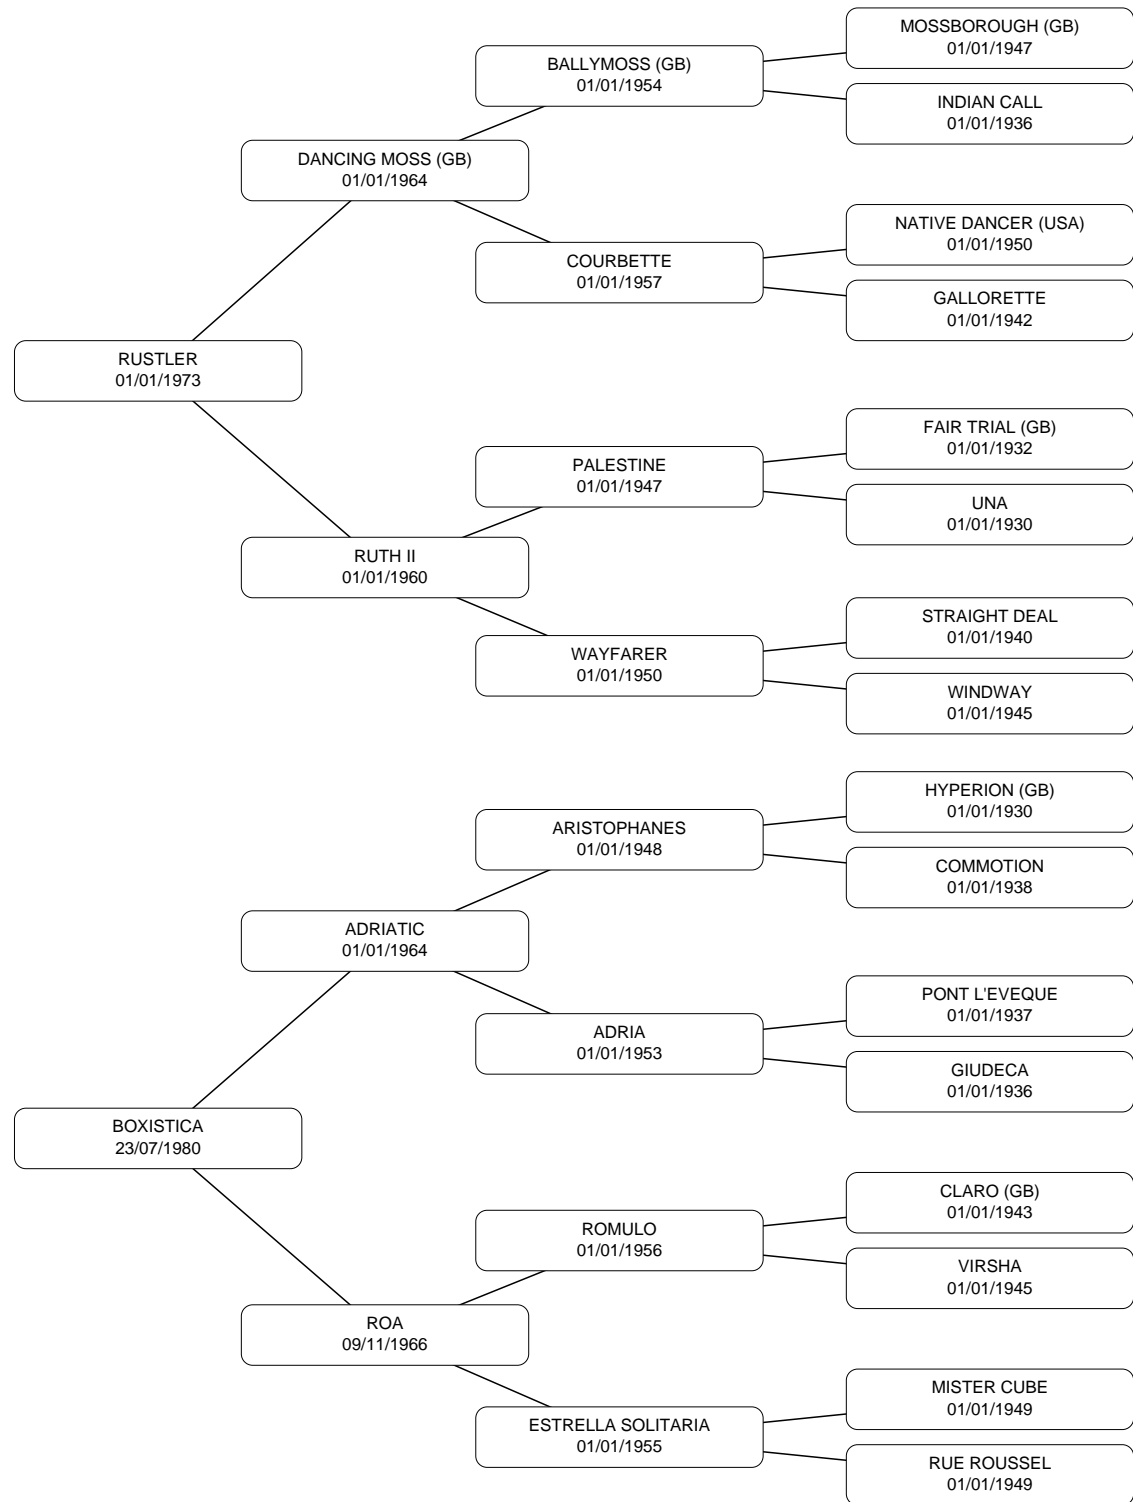 MOSSBOROUGH (GB)
01/01/1947
BALLYMOSS (GB)
01/01/1954
INDIAN CALL
01/01/1936
DANCING MOSS (GB)
01/01/1964
NATIVE DANCER (USA)
01/01/1950
COURBETTE
01/01/1957
GALLORETTE
01/01/1942
RUSTLER
01/01/1973
FAIR TRIAL (GB)
01/01/1932
PALESTINE
01/01/1947
UNA
01/01/1930
RUTH II
01/01/1960
STRAIGHT DEAL
01/01/1940
WAYFARER
01/01/1950
WINDWAY
01/01/1945
HYPERION (GB)
01/01/1930
ARISTOPHANES
01/01/1948
COMMOTION
01/01/1938
ADRIATIC
01/01/1964
PONT L'EVEQUE
01/01/1937
ADRIA
01/01/1953
GIUDECA
01/01/1936
BOXISTICA
23/07/1980
CLARO (GB)
01/01/1943
ROMULO
01/01/1956
VIRSHA
01/01/1945
ROA
09/11/1966
MISTER CUBE
01/01/1949
ESTRELLA SOLITARIA
01/01/1955
RUE ROUSSEL
01/01/1949